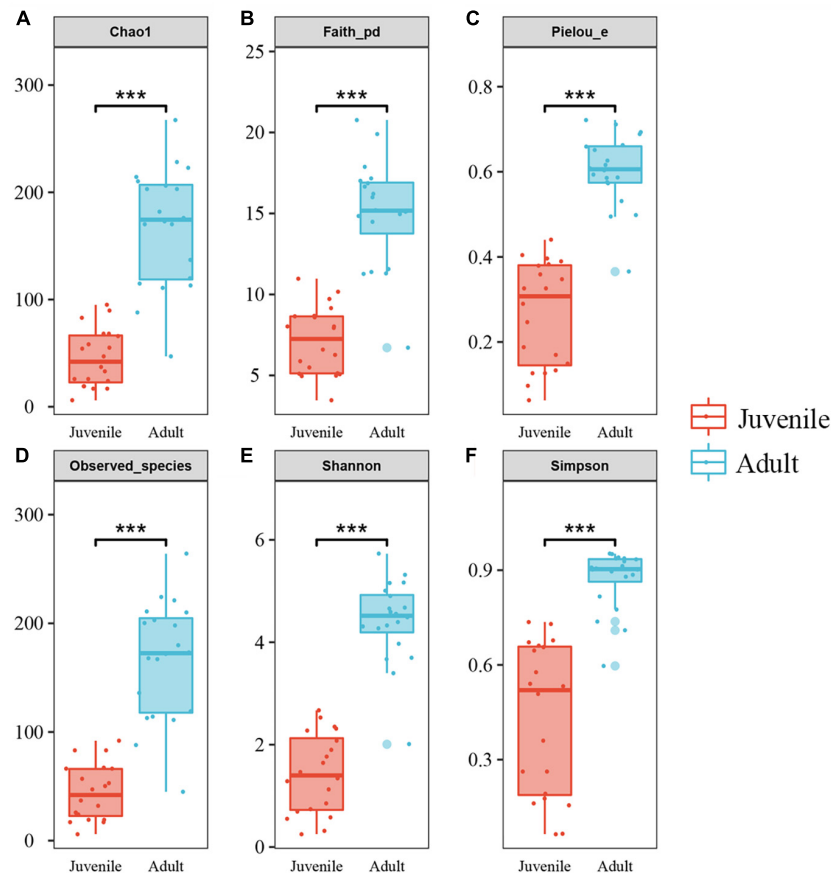 A
Chao1
300
200
100
0
***
Juvenile Adult
B
Faith_pd
25
20
15
10
5
***
Juvenile Adult
C
Pielou_e
0.8
0.6
0.4
0.2
***
Juvenile Adult
D
Observed_species
300
200
100
0
***
Juvenile Adult
E
Shannon
6
4
2
0
***
Juvenile Adult
F
Simpson
0.9
0.6
0.3
***
Juvenile Adult
Juvenile
Adult